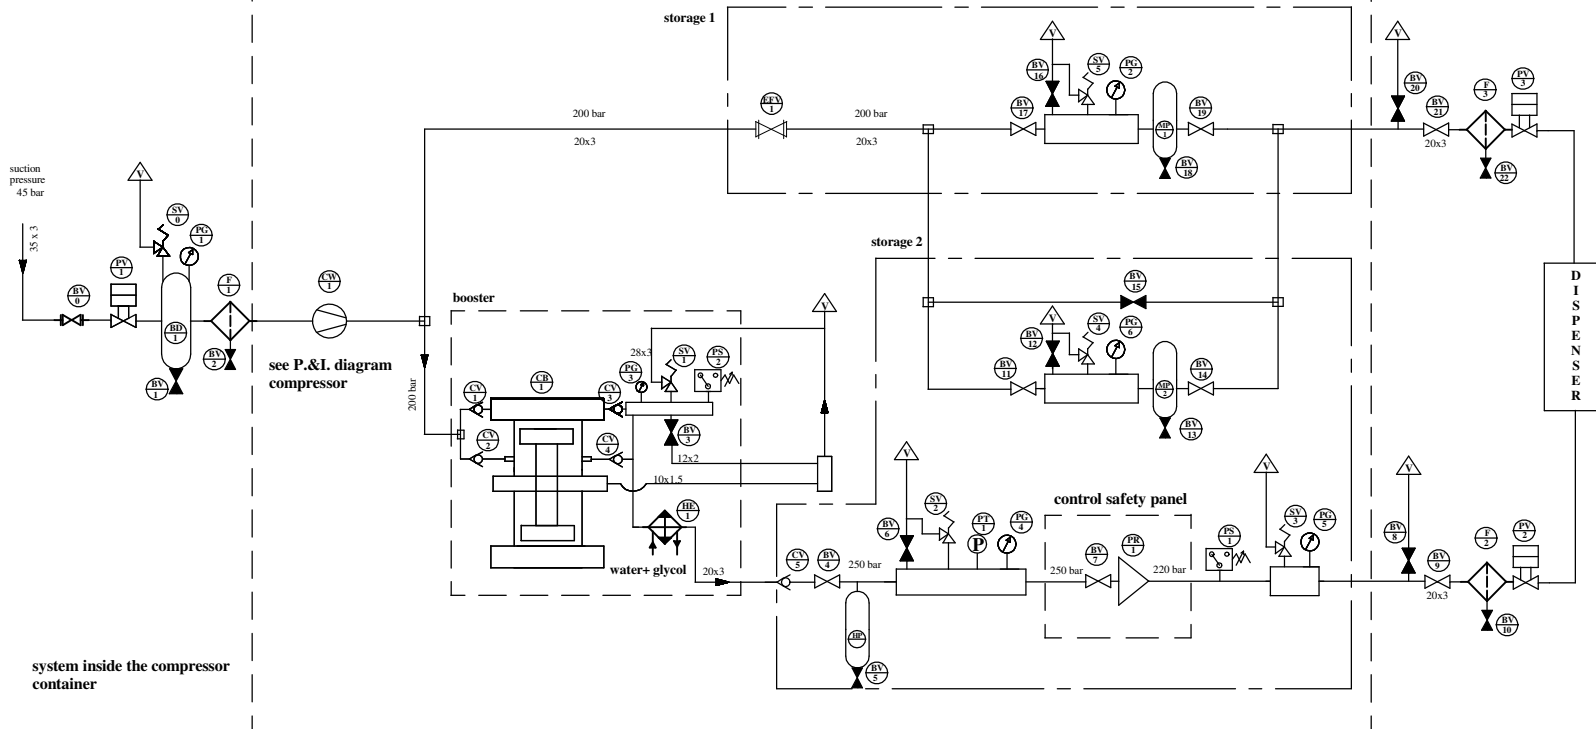 storage 1
V
BV
16
SV
5
PG
2
V
BV
20
F
3
PV
3
EFV
1
BV
17
MP
1
BV
19
BV
21
200 bar
20x3
200 bar
20x3
20x3
BV
18
BV
22
suction
pressure
45 bar
V
SV
0
PG
1
35 x 3
PV
1
BV
0
F
1
CW
1
BD
1
BV
2
BV
1
see P.&I. diagram
compressor
200 bar
storage 2
BV
15
V
BV
12
SV
4
PG
6
BV
11
MP
2
BV
14
BV
13
DISPENSER
booster
V
28x3
PG
3
SV
1
PS
2
CV
1
CB
1
CV
3
CV
2
CV
4
BV
3
12x2
10x1.5
HE
1
water+ glycol
20x3
V
BV
6
SV
2
PT
1
P
PG
4
control safety panel
V
PS
1
SV
3
PG
5
V
BV
8
F
2
PV
2
CV
5
BV
4
250 bar
250 bar
BV
7
PR
1
220 bar
BV
9
20x3
BV
10
HP
BV
5
system inside the compressor
container